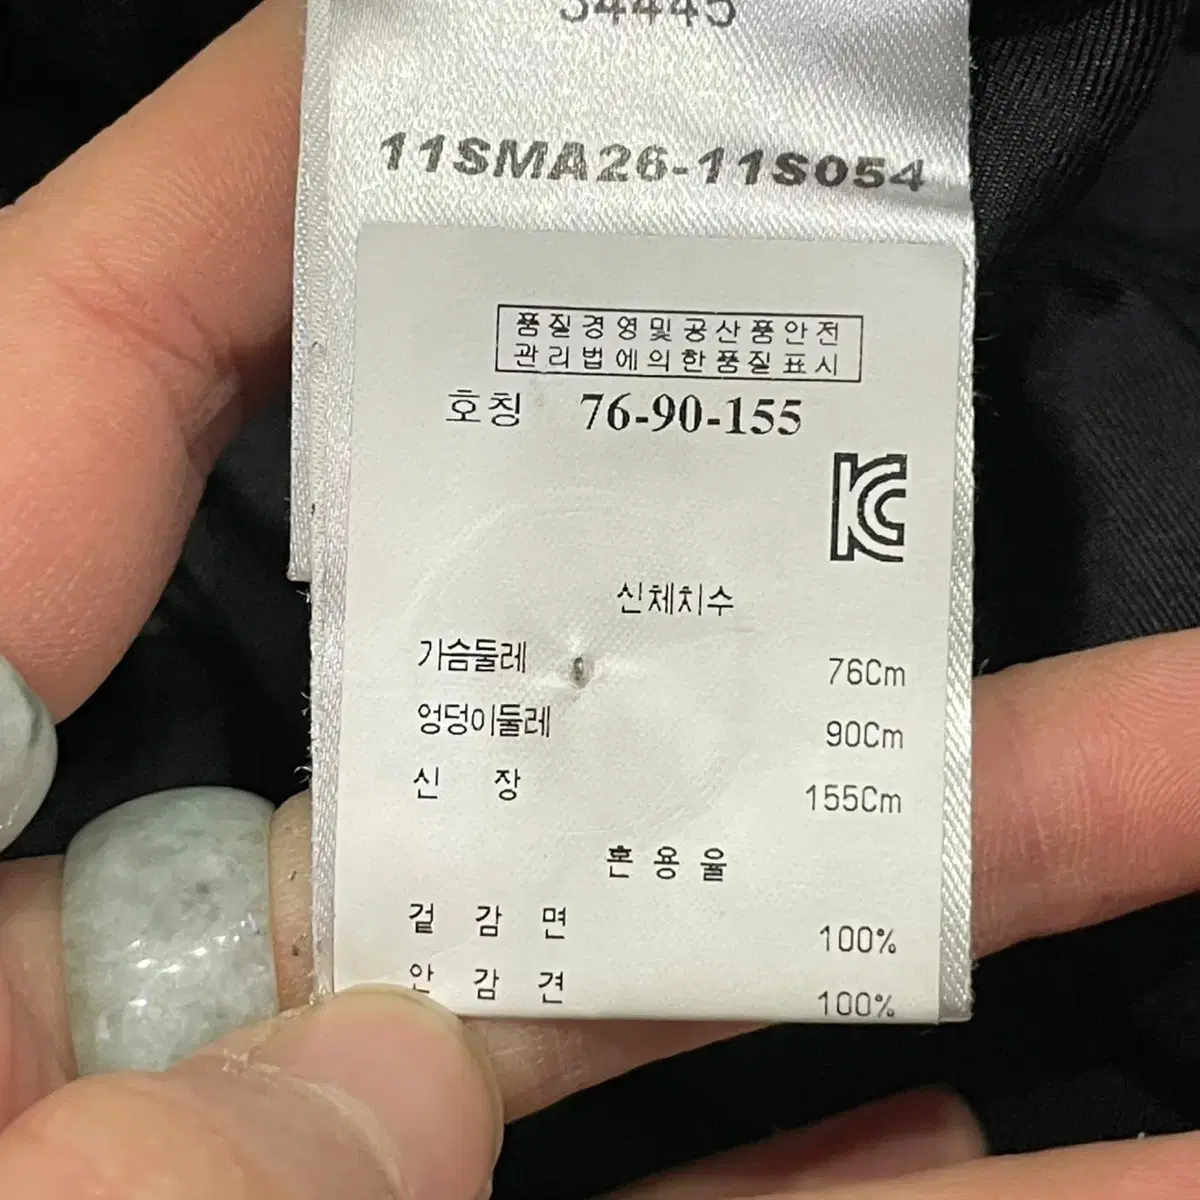 34445
11SMA26-11S054
품질경영및공산품안전
관리법에의한품질표시
호칭 76-90-155
KC
신체치수
가슴둘레 76Cm
엉덩이둘레 90Cm
신 장 155Cm
혼용율
겉 감 면 100%
안 감 견 100%